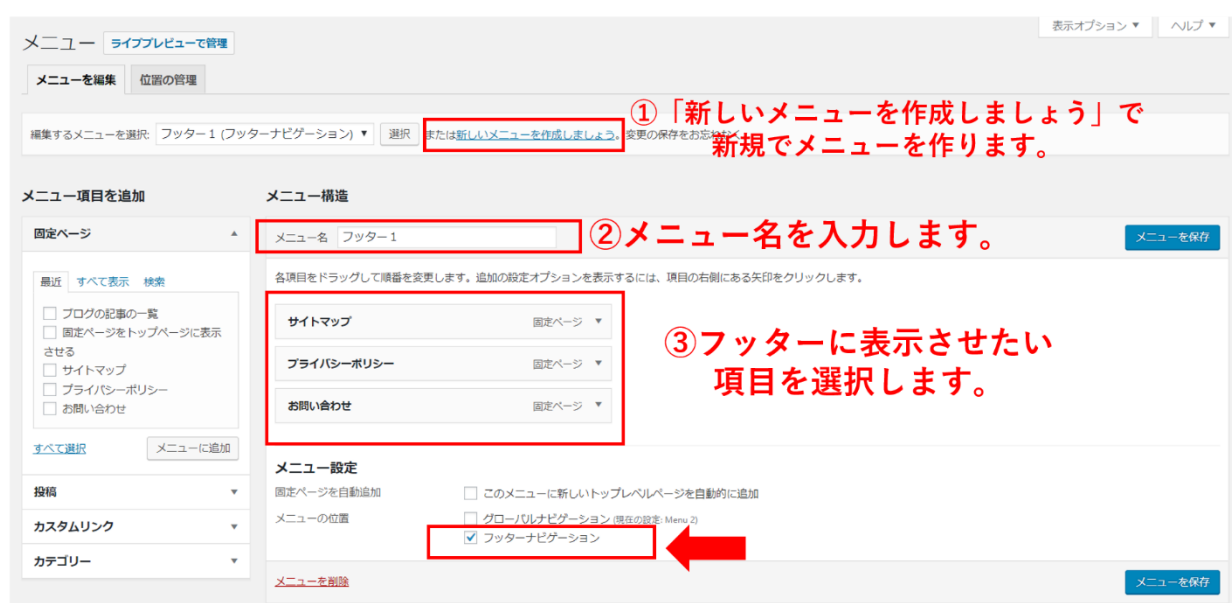 表示オプション ▼ ヘルプ ▼
メニュー ライブプレビューで管理
メニューを編集 位置の管理
①「新しいメニューを作成しましょう」で
新規でメニューを作ります。
編集するメニューを選択: フッター 1 (フッターナビゲーション) ▼ 選択 または新しいメニューを作成しましょう。変更の保存をお忘れなく
メニュー項目を追加
メニュー構造
固定ページ ▲
メニュー名 フッター 1
②メニュー名を入力します。
メニューを保存
最近 すべて表示 検索
ブログの記事の一覧
固定ページをトップページに表示
させる
サイトマップ
プライバシーポリシー
お問い合わせ
すべて選択 メニューに追加
投稿 ▼
カスタムリンク ▼
カテゴリー ▼
各項目をドラッグして順番を変更します。追加の設定オプションを表示するには、項目の右側にある矢印をクリックします。
サイトマップ 固定ページ ▼
プライバシーポリシー 固定ページ ▼
お問い合わせ 固定ページ ▼
③フッターに表示させたい
項目を選択します。
メニュー設定
固定ページを自動追加 このメニューに新しいトップレベルページを自動的に追加
メニューの位置 グローバルナビゲーション (現在の設定: Menu 2)
フッターナビゲーション
メニューを削除
メニューを保存